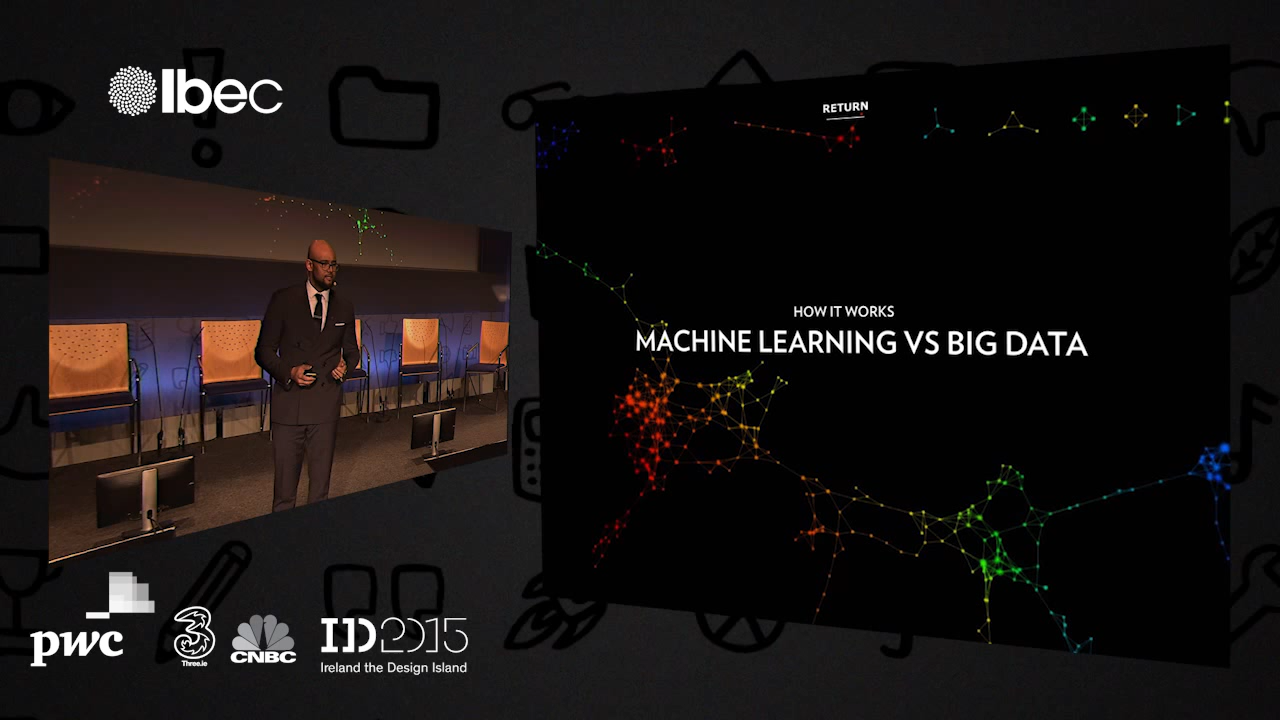 Ibec
RETURN
HOW IT WORKS
MACHINE LEARNING VS BIG DATA
pwc
3
Three.ie
CNBC
ID2015
Ireland the Design Island